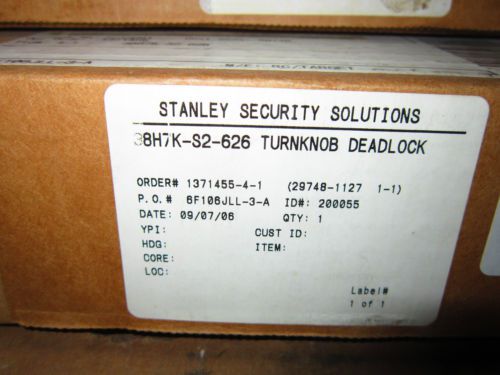 STANLEY SECURITY SOLUTIONS
38H7K-S2-626 TURNKNOB DEADLOCK
ORDER# 1371455-4-1 (29748-1127 1-1)
P.O.# 6F106JLL-3-A ID#: 200055
DATE: 09/07/06 QTY: 1
YPI: CUST ID:
HDG: ITEM:
CORE:
LOC:
Label#
1 of 1